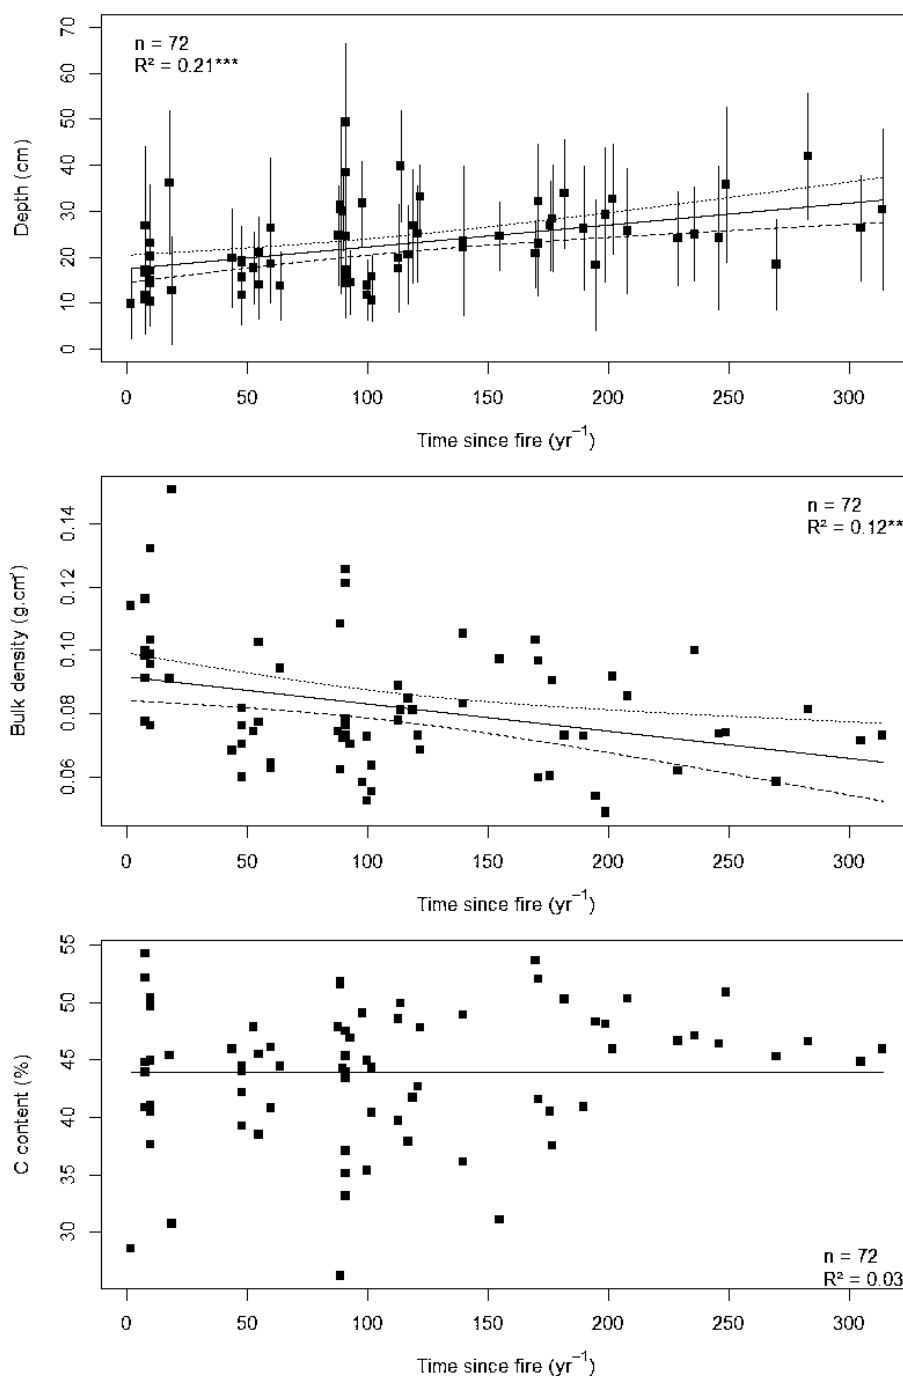 n = 72
R² = 0.21***
70
60
50
40
30
20
10
0
Depth (cm)
0 50 100 150 200 250 300
Time since fire (yr⁻¹)
n = 72
R² = 0.12**
0.14
0.12
0.10
0.08
0.06
Bulk density (g.cm³)
0 50 100 150 200 250 300
Time since fire (yr⁻¹)
55
50
45
40
35
30
C content (%)
n = 72
R² = 0.03
0 50 100 150 200 250 300
Time since fire (yr⁻¹)